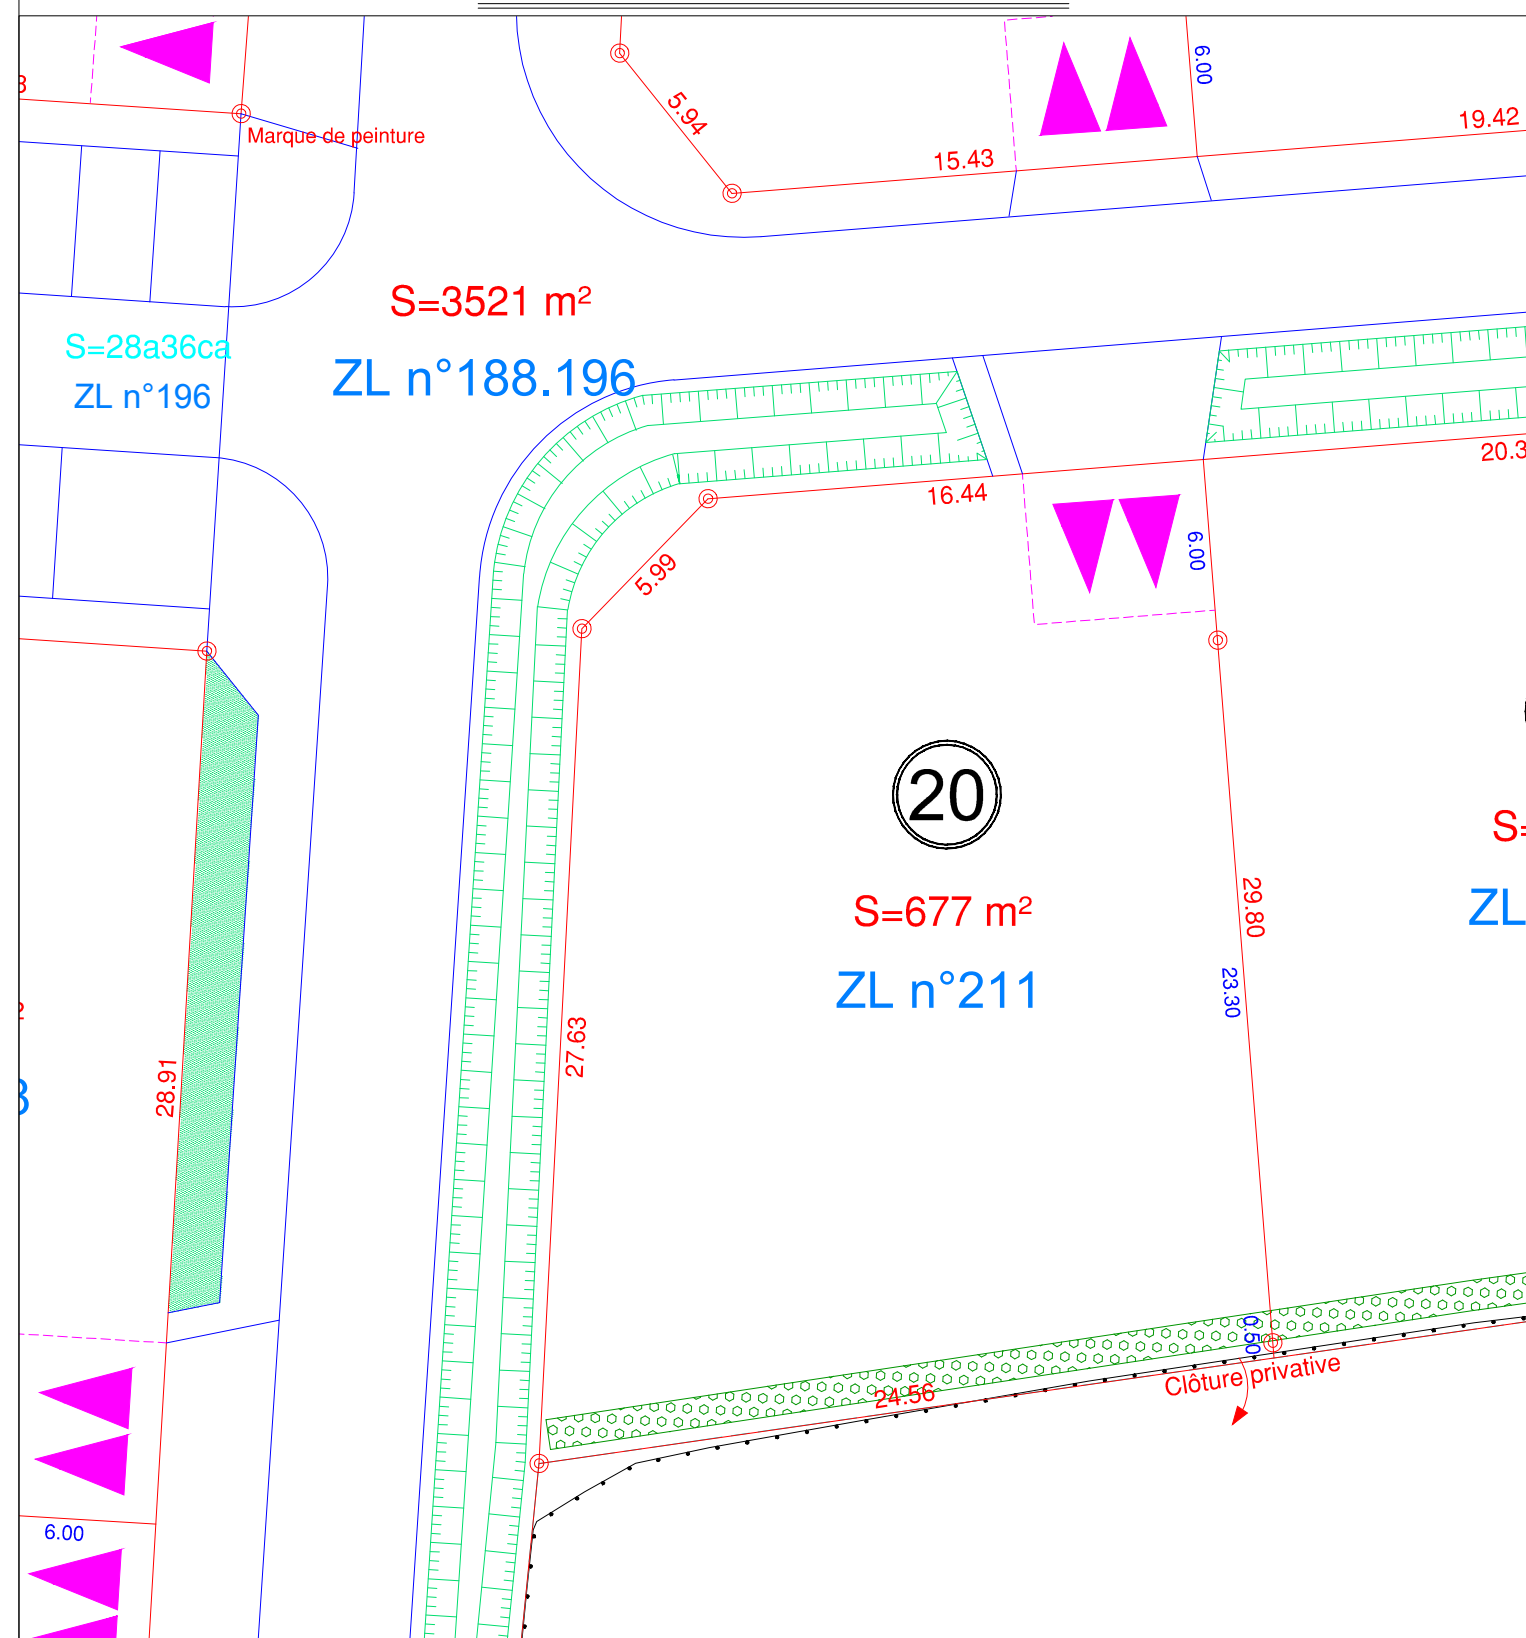 6.00
5.94
19.42
Marque de peinture
15.43
S=3521 m²
S=28a36ca
ZL n°188.196
ZL n°196
20.3
16.44
6.00
5.99
20
S=
S=677 m²
29.80
ZL
ZL n°211
23.30
27.63
28.91
0.50
Clôture privative
24.56
6.00